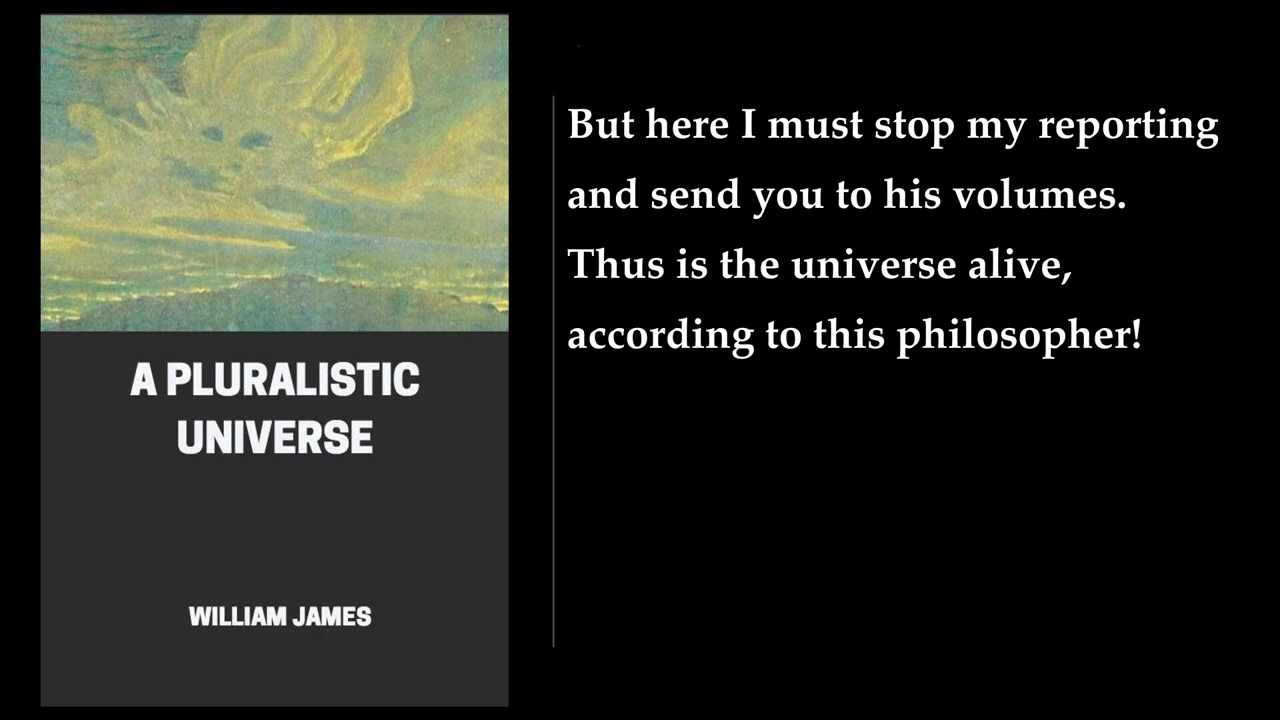 A PLURALISTIC
UNIVERSE
WILLIAM JAMES
But here I must stop my reporting
and send you to his volumes.
Thus is the universe alive,
according to this philosopher!